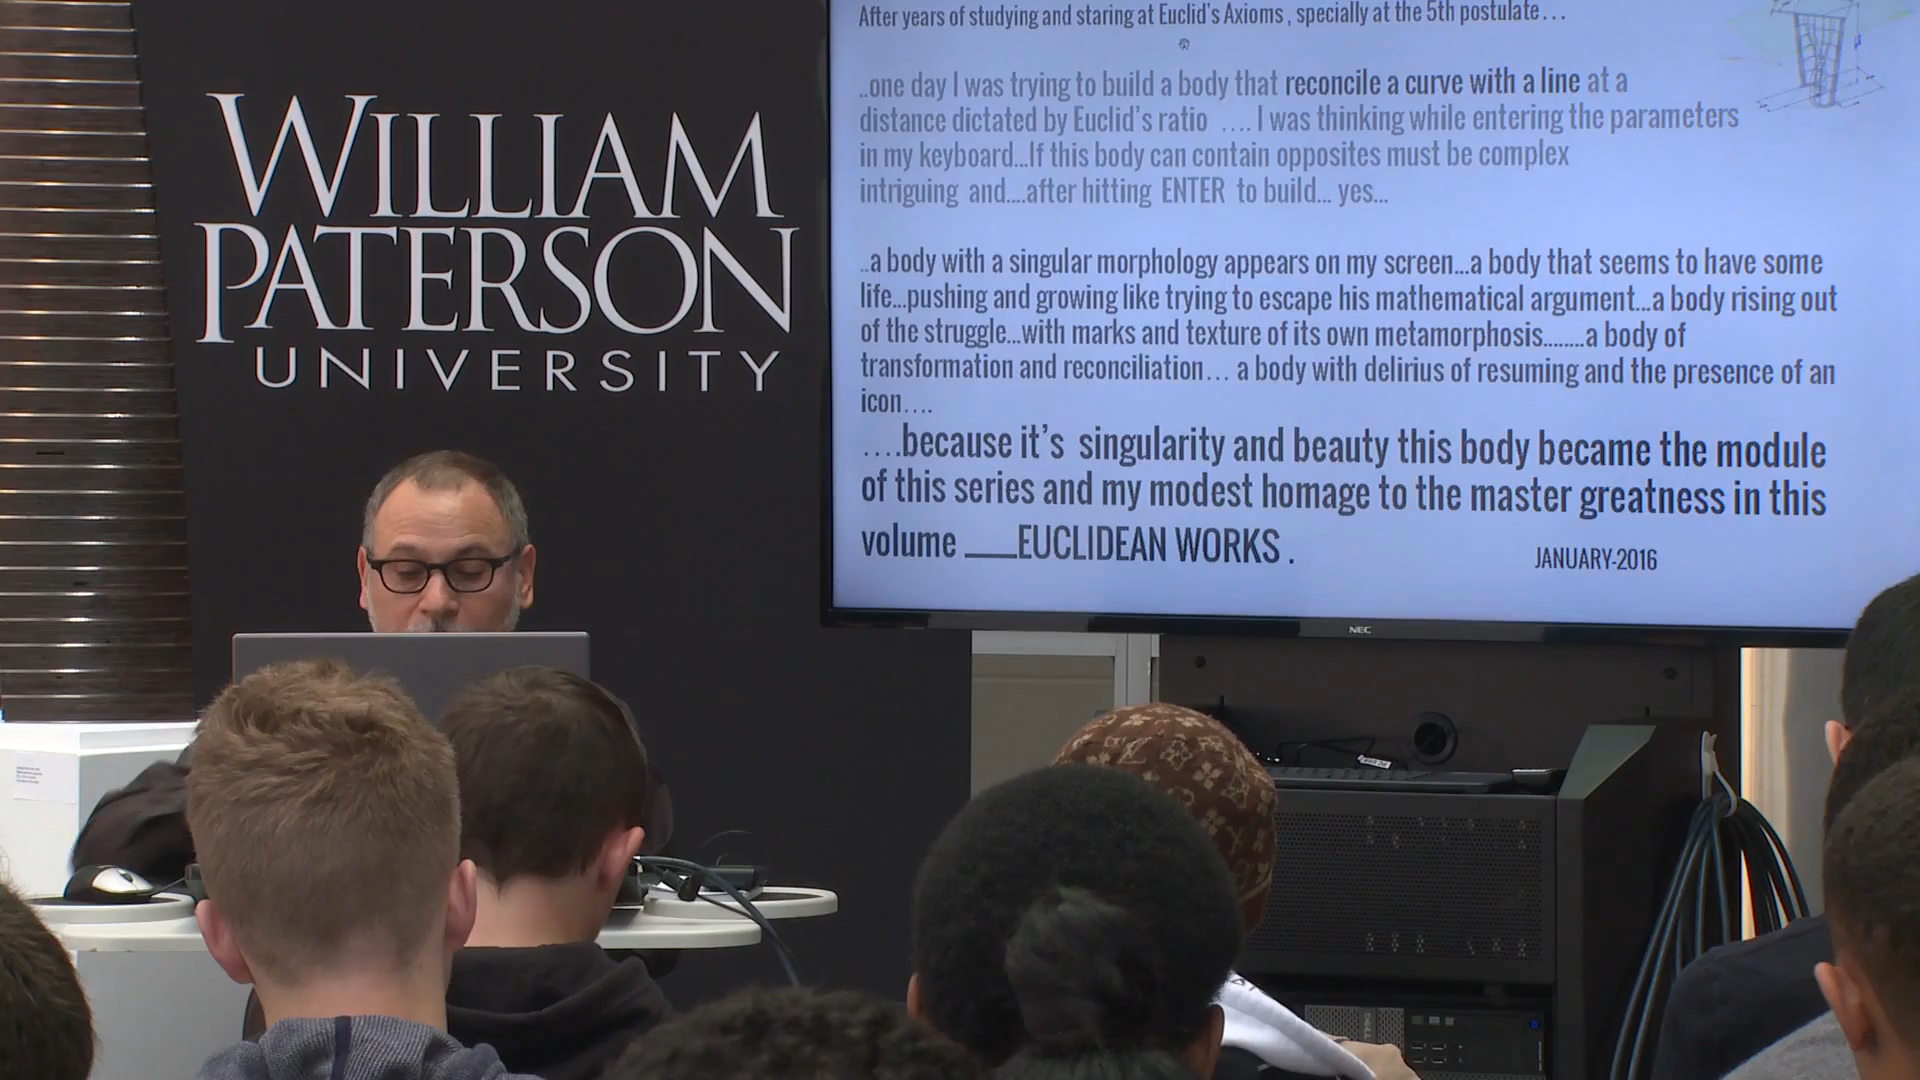 WILLIAM
PATERSON
UNIVERSITY
After years of studying and staring at Euclid's Axioms , specially at the 5th postulate...
..one day I was trying to build a body that reconcile a curve with a line at a
distance dictated by Euclid's ratio .... I was thinking while entering the parameters
in my keyboard...If this body can contain opposites must be complex
intriguing and....after hitting ENTER to build... yes...
..a body with a singular morphology appears on my screen...a body that seems to have some
life...pushing and growing like trying to escape his mathematical argument...a body rising out
of the struggle...with marks and texture of its own metamorphosis........a body of
transformation and reconciliation... a body with delirius of resuming and the presence of an
icon....
....because it's singularity and beauty this body became the module
of this series and my modest homage to the master greatness in this
volume ___EUCLIDEAN WORKS .
JANUARY-2016
NEC
DELL